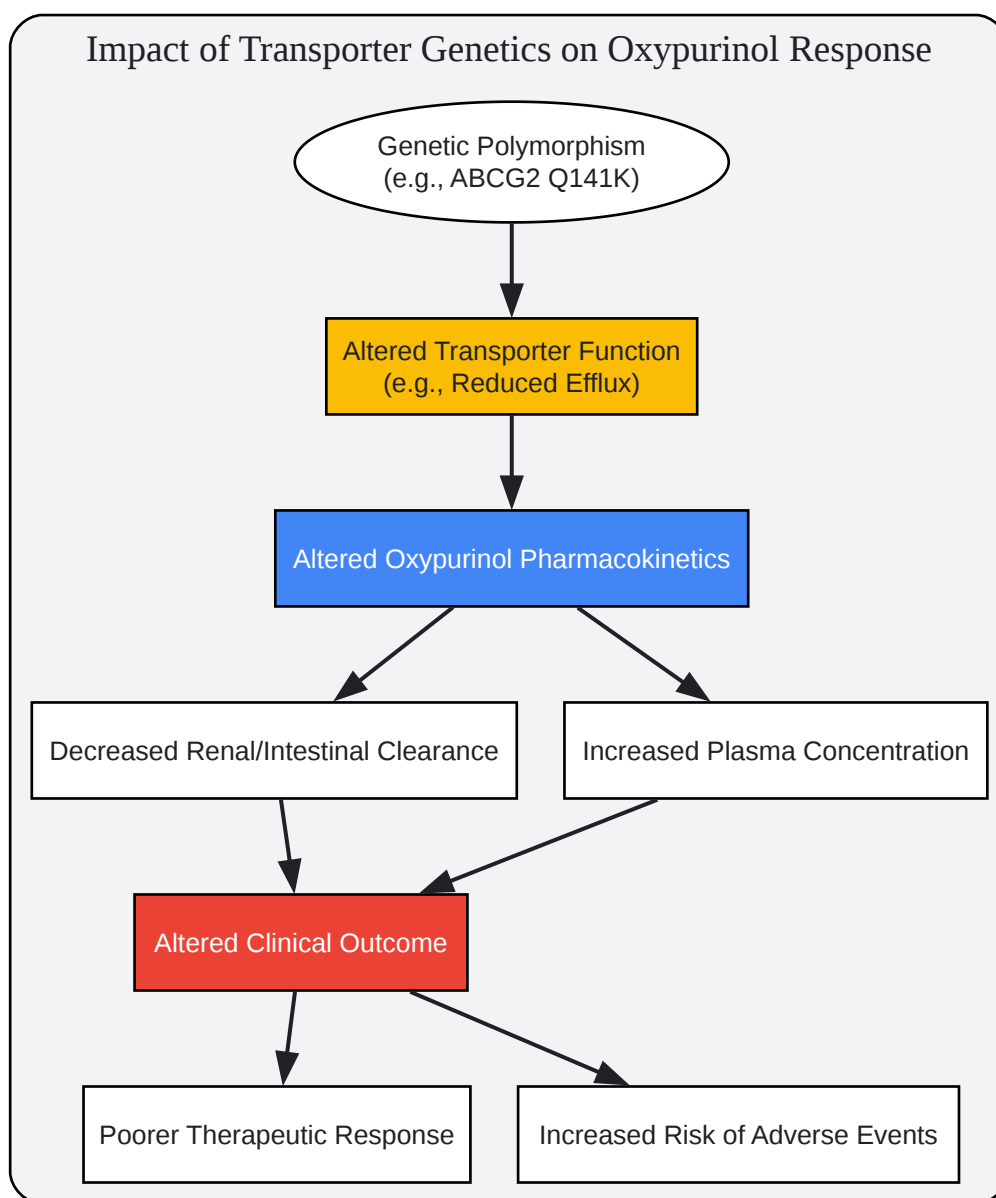 Impact of Transporter Genetics on Oxypurinol Response
Genetic Polymorphism
(e.g., ABCG2 Q141K)
Altered Transporter Function
(e.g., Reduced Efflux)
Altered Oxypurinol Pharmacokinetics
Decreased Renal/Intestinal Clearance
Increased Plasma Concentration
Altered Clinical Outcome
Poorer Therapeutic Response
Increased Risk of Adverse Events